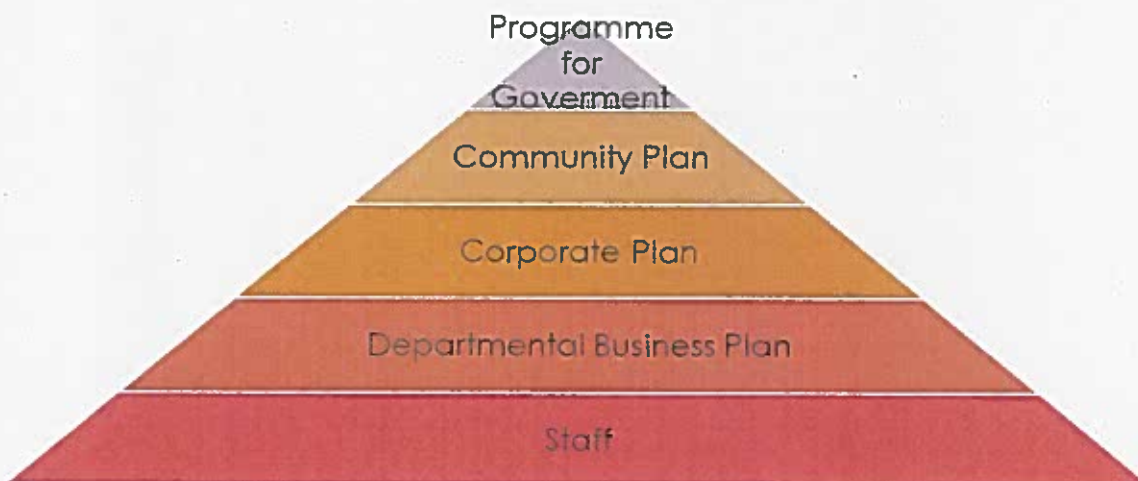 Programme
for
Goverment
Community Plan
Corporate Plan
Departmental Business Plan
Staff